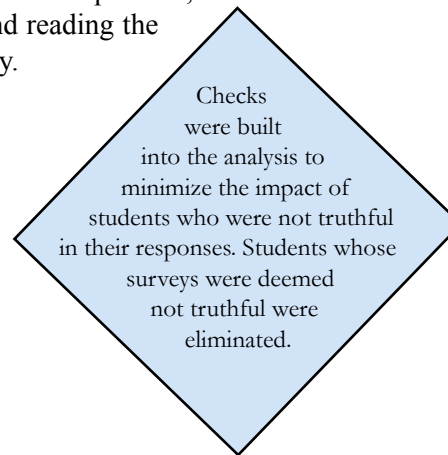 nd reading the
y.
Checks
were built
into the analysis to
minimize the impact of
students who were not truthful
in their responses. Students whose
surveys were deemed
not truthful were
eliminated.